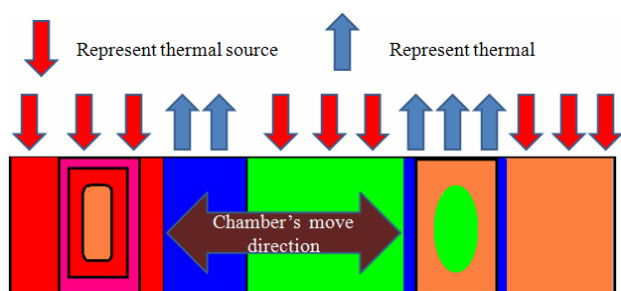 Represent thermal source
Represent thermal
Chamber's move
direction